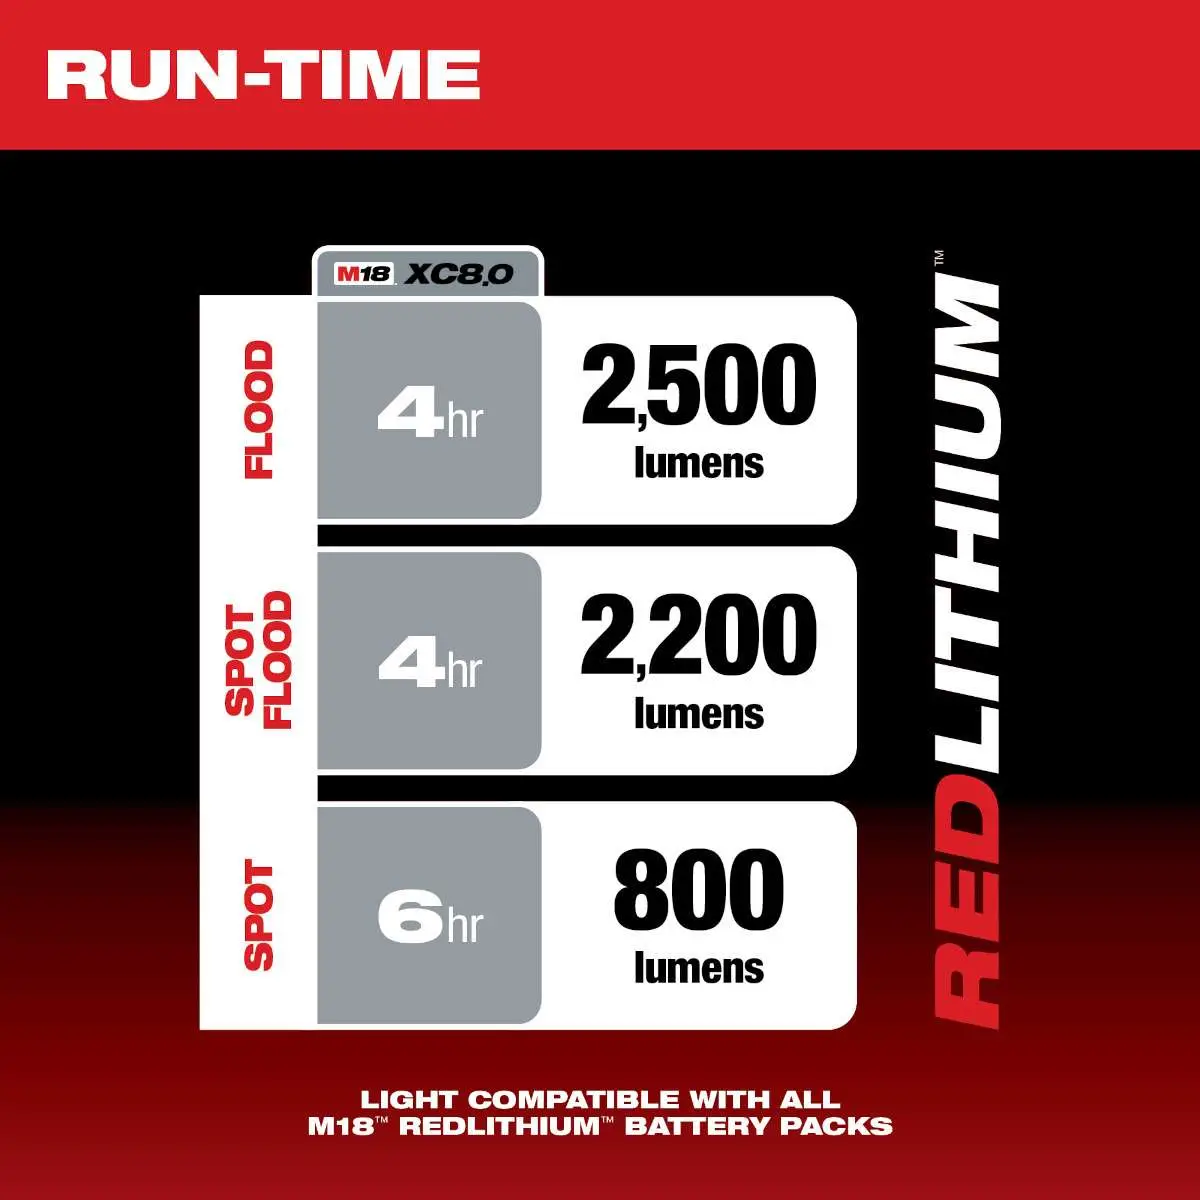 RUN-TIME
M18™ XC8.0
FLOOD
4hr
2,500
lumens
SPOT
FLOOD
4hr
2,200
lumens
SPOT
6hr
800
lumens
REDLITHIUM™
LIGHT COMPATIBLE WITH ALL
M18™ REDLITHIUM™ BATTERY PACKS